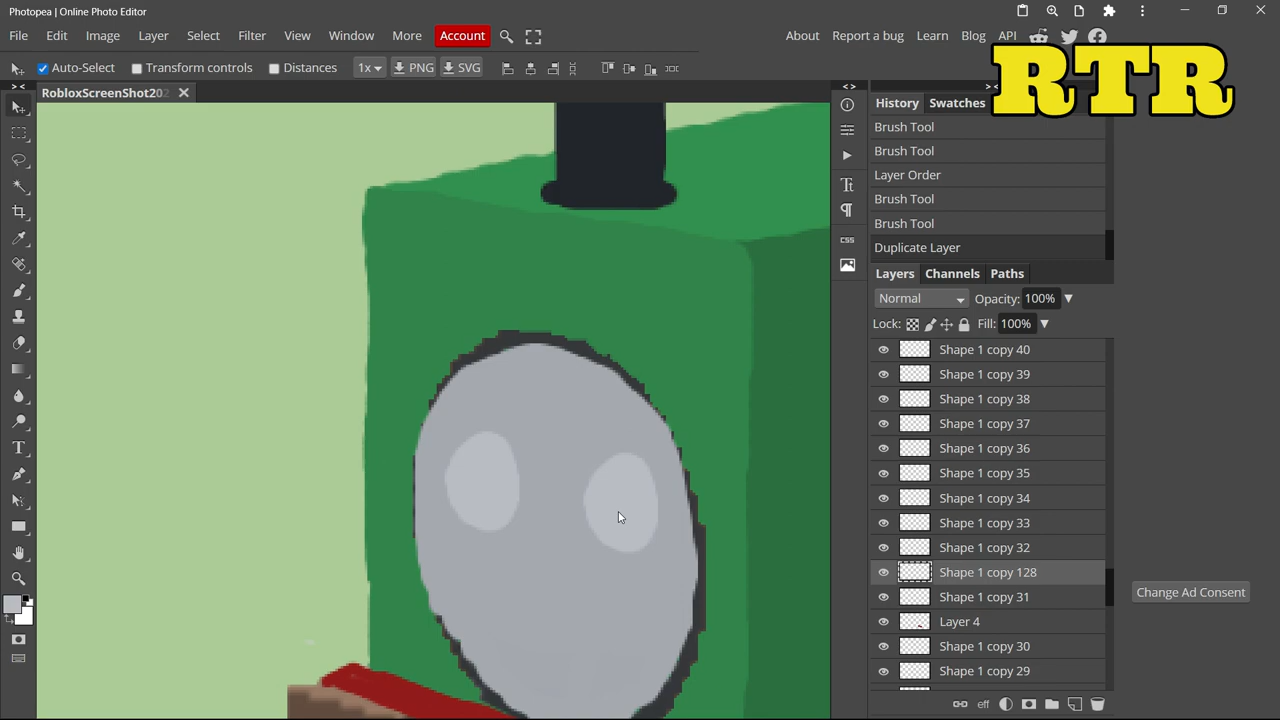 Photopea | Online Photo Editor
File Edit Image Layer Select Filter View Window More Account About Report a bug Learn Blog API
Auto-Select Transform controls Distances 1x PNG SVG
RTR
RobloxScreenShot202
History Swatches
Brush Tool
Brush Tool
Layer Order
Brush Tool
Brush Tool
Duplicate Layer
CSS
Layers Channels Paths
Normal Opacity: 100%
Lock: Fill: 100%
Shape 1 copy 40
Shape 1 copy 39
Shape 1 copy 38
Shape 1 copy 37
Shape 1 copy 36
Shape 1 copy 35
Shape 1 copy 34
Shape 1 copy 33
Shape 1 copy 32
Shape 1 copy 128
Shape 1 copy 31
Change Ad Consent
Layer 4
Shape 1 copy 30
Shape 1 copy 29
eff